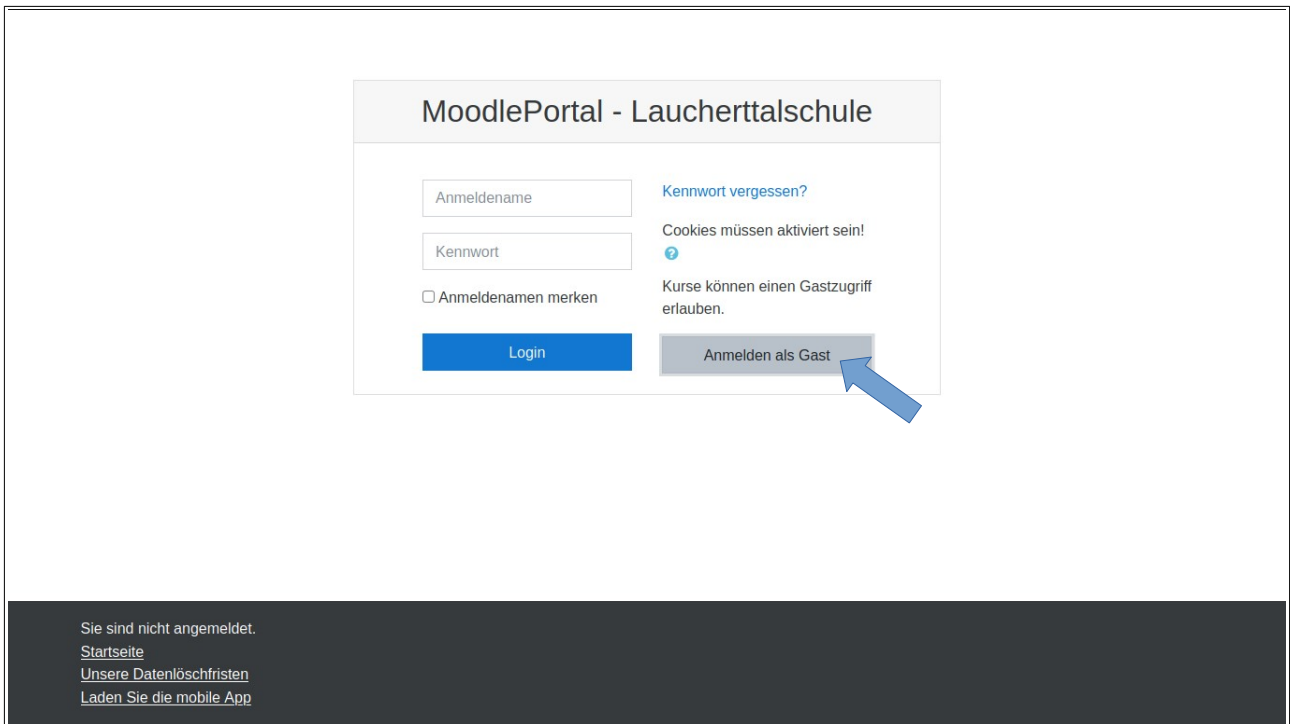 MoodlePortal - Laucherttalschule
Anmeldename
Kennwort
Anmeldenamen merken
Login
Kennwort vergessen?
Cookies müssen aktiviert sein!
Kurse können einen Gastzugriff
erlauben.
Anmelden als Gast
Sie sind nicht angemeldet.
Startseite
Unsere Datenlöschfristen
Laden Sie die mobile App